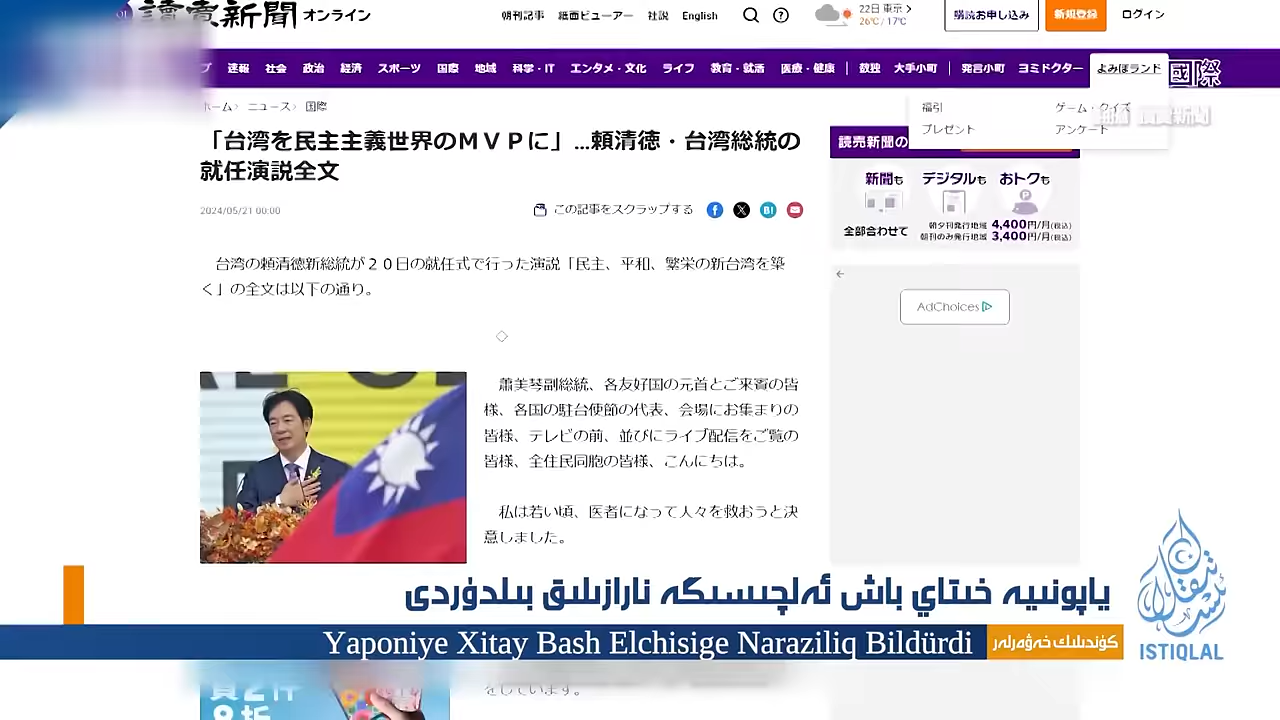 讀賣新聞 オンライン
朝刊記事 紙面ビューアー 社説 English
22日 東京
26℃ / 17℃
購読お申し込み
新規登録
ログイン
プ 速報 社会 政治 経済 スポーツ 国際 地域 科学・IT エンタメ・文化 ライフ 教育・就活 医療・健康 数独 大手小町 発言小町 ヨミドクター よみぽランド
國際
ホーム› ニュース› 国際
福引 ゲーム・クイズ
プレゼント アンケート
讀賣新聞
「台湾を民主主義世界のＭＶＰに」…頼清徳・台湾総統の
就任演説全文
2024/05/21 00:00
この記事をスクラップする
台湾の頼清徳新総統が２０日の就任式で行った演説「民主、平和、繁栄の新台湾を築
く」の全文は以下の通り。
◇
蕭美琴副総統、各友好国の元首とご来賓の皆
様、各国の駐台使節の代表、会場にお集まりの
皆様、テレビの前、並びにライブ配信をご覧の
皆様、全住民同胞の皆様、こんにちは。
私は若い頃、医者になって人々を救おうと決
意しました。
読売新聞の
新聞も デジタルも おトクも
全部合わせて
朝夕刊発行地域 4,400円/月(税込)
朝刊のみ発行地域 3,400円/月(税込)
AdChoices
ياپونىيە خىتاي باش ئەلچىسىگە نارازىلىق بىلدۈردى
Yaponiye Xitay Bash Elchisige Naraziliq Bildürdi
كۈندىلىك خەۋەرلەر
ISTIQLAL
をしています。